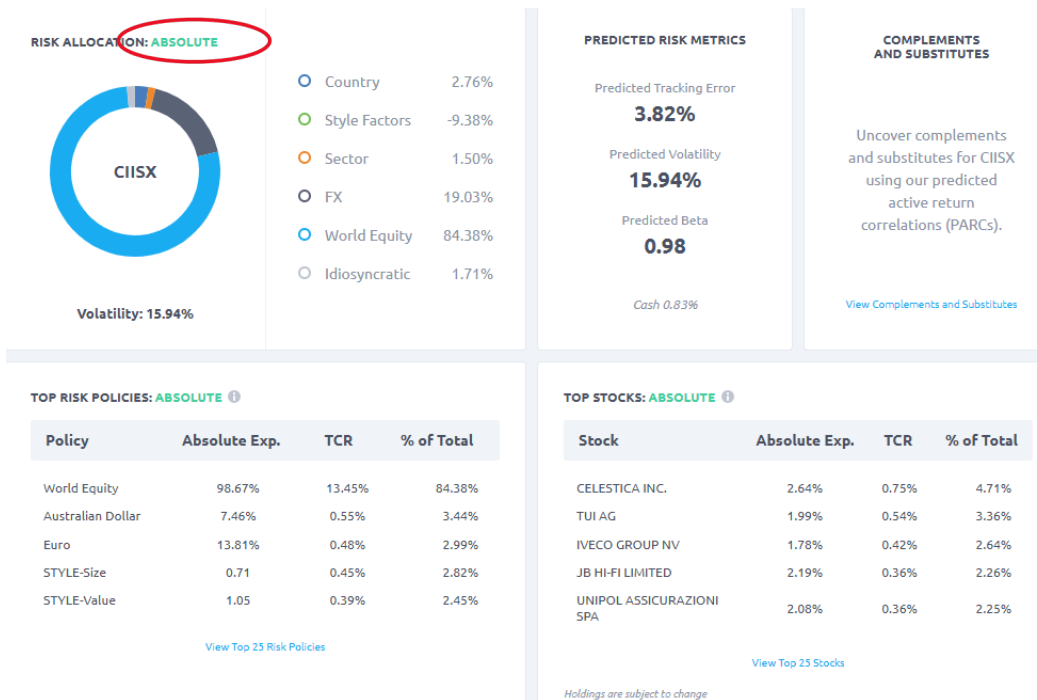 RISK ALLOCATION: ABSOLUTE
CIISX
Volatility: 15.94%
Country 2.76%
Style Factors -9.38%
Sector 1.50%
FX 19.03%
World Equity 84.38%
Idiosyncratic 1.71%
PREDICTED RISK METRICS
Predicted Tracking Error
3.82%
Predicted Volatility
15.94%
Predicted Beta
0.98
Cash 0.83%
COMPLEMENTS
AND SUBSTITUTES
Uncover complements
and substitutes for CIISX
using our predicted
active return
correlations (PARCs).
View Complements and Substitutes
TOP RISK POLICIES: ABSOLUTE i
Policy Absolute Exp. TCR % of Total
World Equity 98.67% 13.45% 84.38%
Australian Dollar 7.46% 0.55% 3.44%
Euro 13.81% 0.48% 2.99%
STYLE-Size 0.71 0.45% 2.82%
STYLE-Value 1.05 0.39% 2.45%
View Top 25 Risk Policies
TOP STOCKS: ABSOLUTE i
Stock Absolute Exp. TCR % of Total
CELESTICA INC. 2.64% 0.75% 4.71%
TUI AG 1.99% 0.54% 3.36%
IVECO GROUP NV 1.78% 0.42% 2.64%
JB HI-FI LIMITED 2.19% 0.36% 2.26%
UNIPOL ASSICURAZIONI
SPA 2.08% 0.36% 2.25%
View Top 25 Stocks
Holdings are subject to change